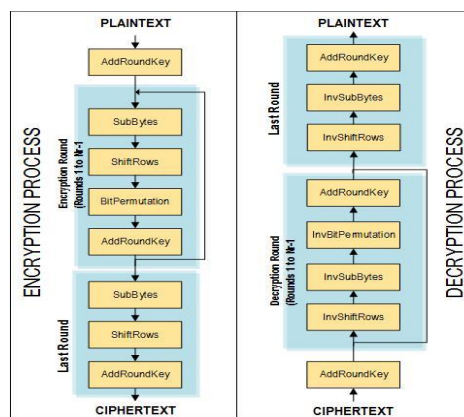 PLAINTEXT
AddRoundKey
SubBytes
ShiftRows
BitPermutation
AddRoundKey
SubBytes
ShiftRows
AddRoundKey
CIPHERTEXT
ENCRYPTION PROCESS
Encryption Round
(Rounds 1 to Nr-1)
Last Round
PLAINTEXT
AddRoundKey
InvSubBytes
InvShiftRows
AddRoundKey
InvBitPermutation
InvSubBytes
InvShiftRows
AddRoundKey
CIPHERTEXT
Last Round
Decryption Round
(Rounds 1 to Nr-1)
DECRYPTION PROCESS